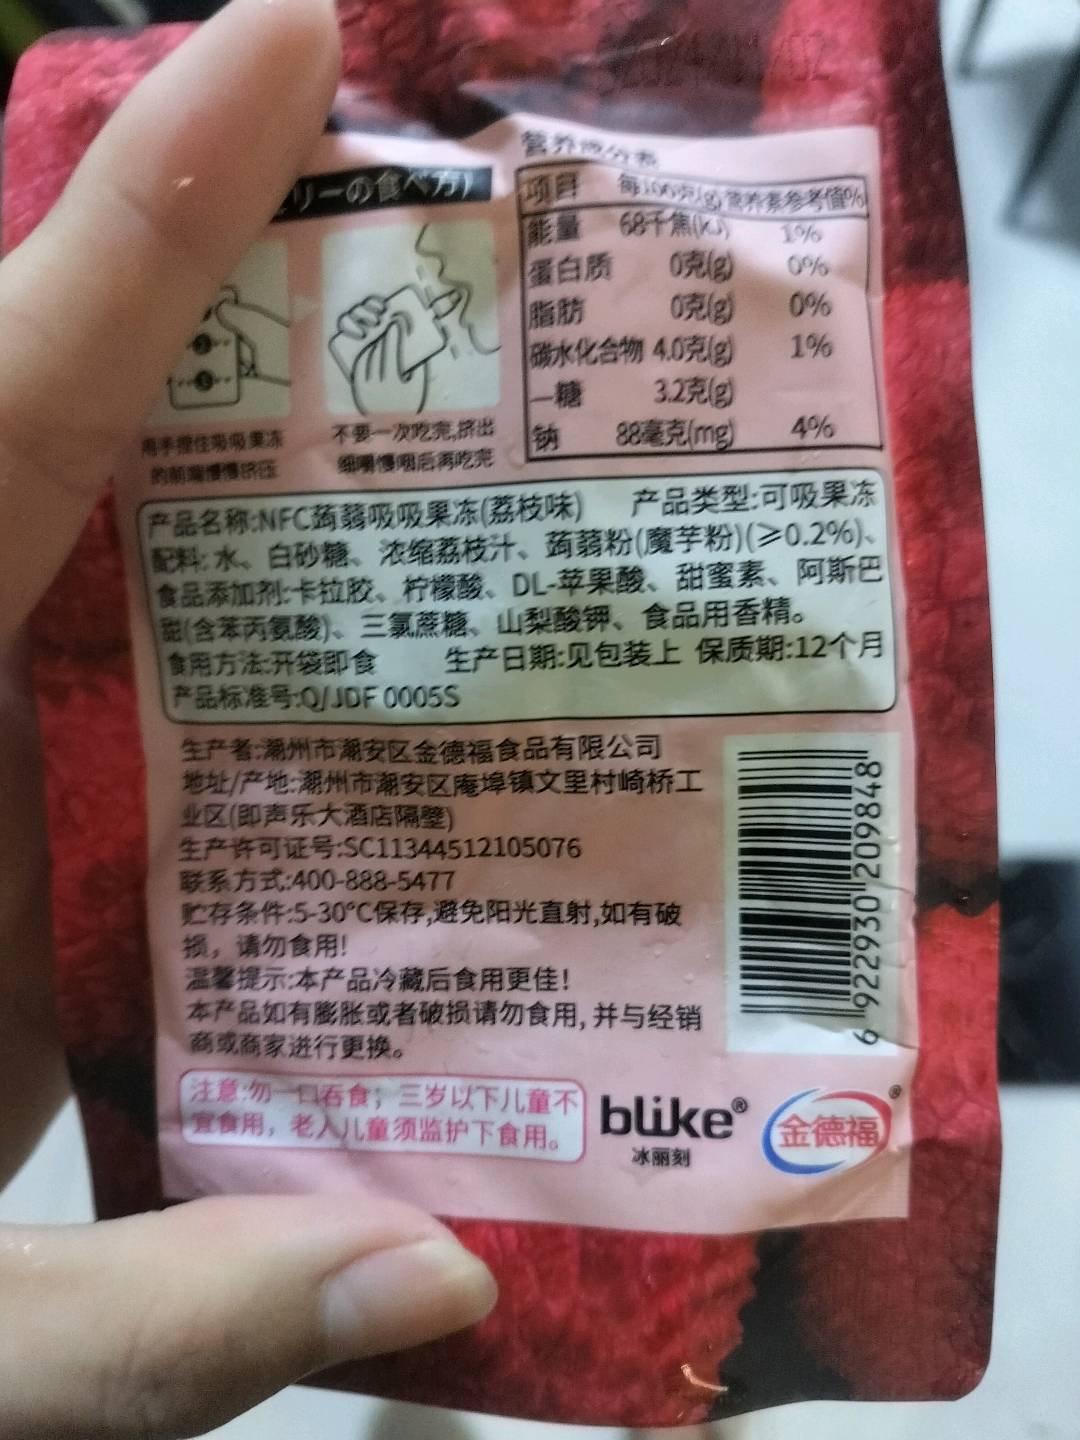 リーの食べ方)
用手捏住吸吸果冻
的前端慢慢挤压
不要一次吃完,挤出
细嚼慢咽后再吃完
营养成分表
项目 每100克(g) 营养素参考值%
能量 68千焦(kJ) 1%
蛋白质 0克(g) 0%
脂肪 0克(g) 0%
碳水化合物 4.0克(g) 1%
—糖 3.2克(g)
钠 88毫克(mg) 4%
产品名称:NFC蒟蒻吸吸果冻(荔枝味) 产品类型:可吸果冻
配料:水、白砂糖、浓缩荔枝汁、蒟蒻粉(魔芋粉)(≥0.2%)、
食品添加剂:卡拉胶、柠檬酸、DL-苹果酸、甜蜜素、阿斯巴
甜(含苯丙氨酸)、三氯蔗糖、山梨酸钾、食品用香精。
食用方法:开袋即食 生产日期:见包装上 保质期:12个月
产品标准号:Q/JDF 0005S
生产者:潮州市潮安区金德福食品有限公司
地址/产地:潮州市潮安区庵埠镇文里村崎桥工
业区(即声乐大酒店隔壁)
生产许可证号:SC11344512105076
联系方式:400-888-5477
贮存条件:5-30°C保存,避免阳光直射,如有破
损，请勿食用!
温馨提示:本产品冷藏后食用更佳!
本产品如有膨胀或者破损请勿食用,并与经销
商或商家进行更换。
注意:勿一口吞食；三岁以下儿童不
宜食用，老人儿童须监护下食用。
blike®
冰丽刻
金德福®
6 922930 209848